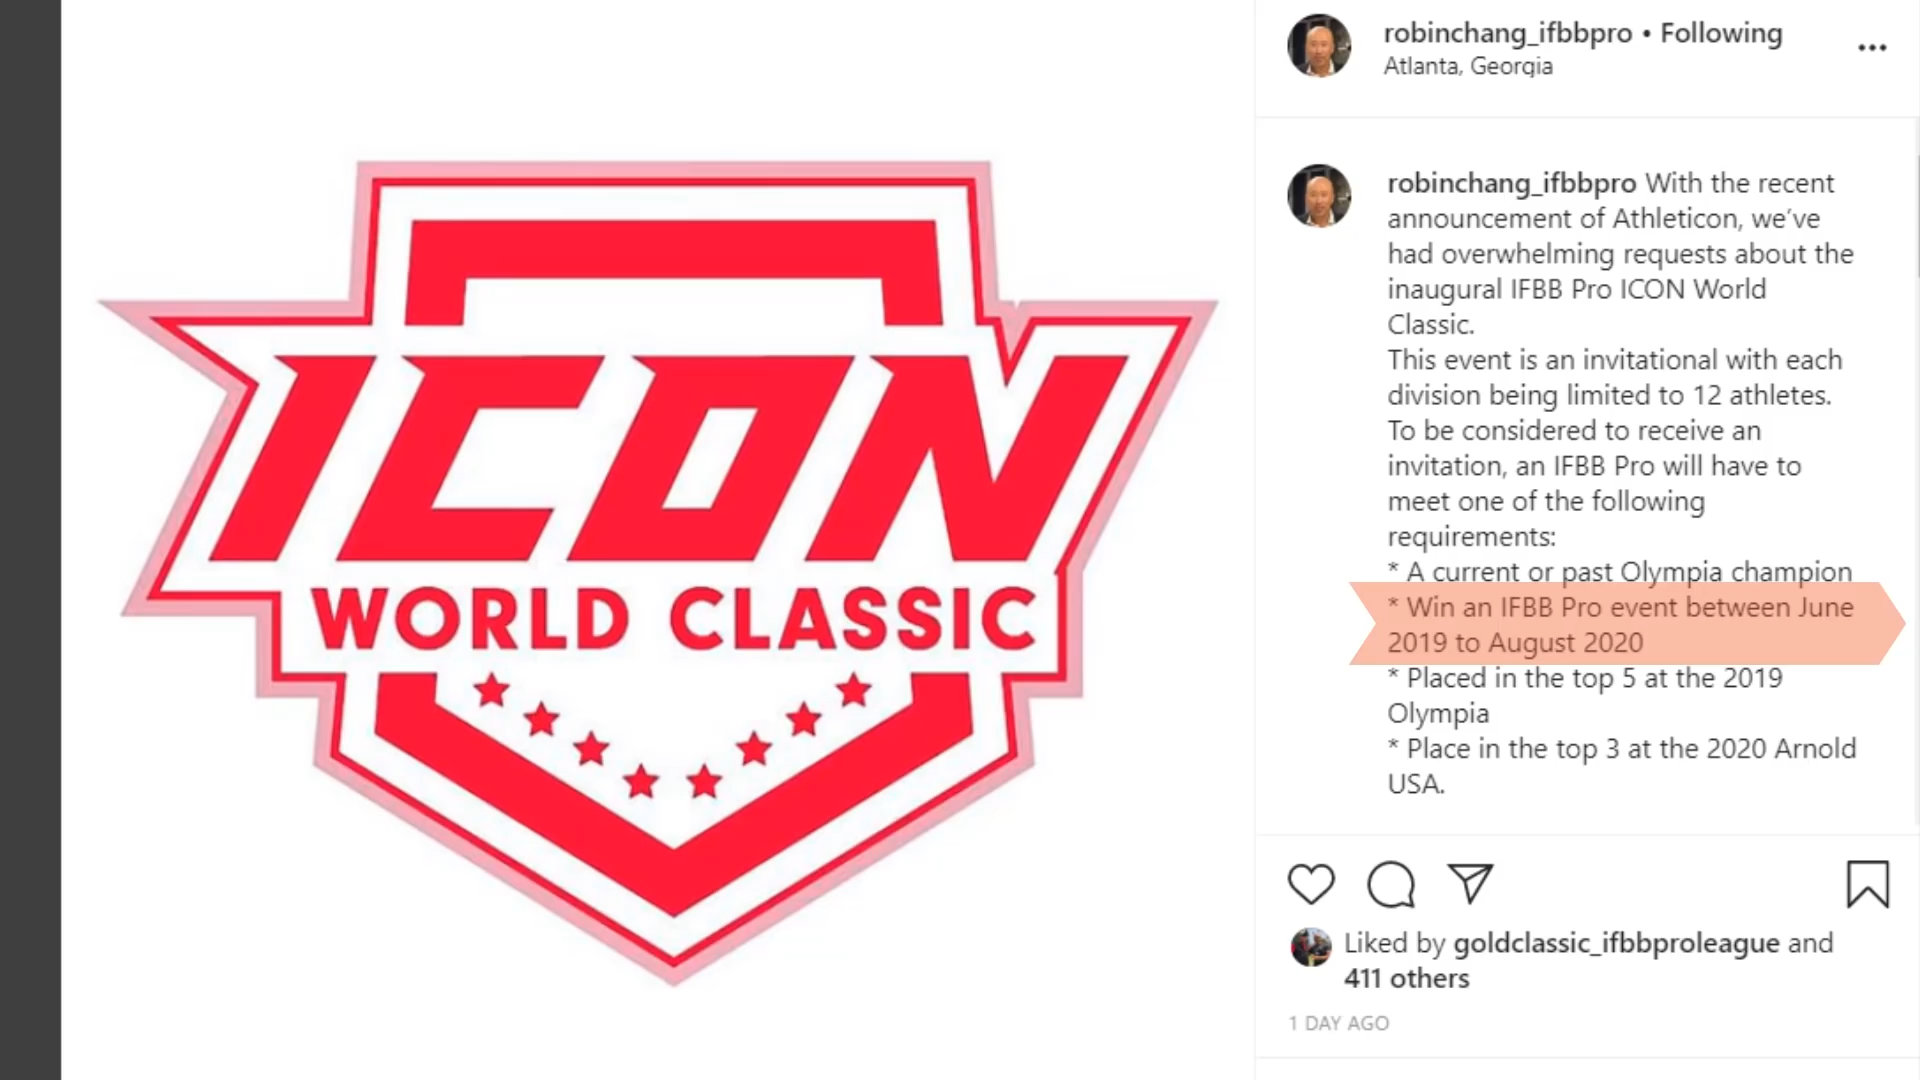 ICON
WORLD CLASSIC
robinchang_ifbbpro • Following
Atlanta, Georgia
robinchang_ifbbpro With the recent
announcement of Athleticon, we’ve
had overwhelming requests about the
inaugural IFBB Pro ICON World
Classic.
This event is an invitational with each
division being limited to 12 athletes.
To be considered to receive an
invitation, an IFBB Pro will have to
meet one of the following
requirements:
* A current or past Olympia champion
* Win an IFBB Pro event between June
2019 to August 2020
* Placed in the top 5 at the 2019
Olympia
* Place in the top 3 at the 2020 Arnold
USA.
Liked by goldclassic_ifbbproleague and
411 others
1 DAY AGO